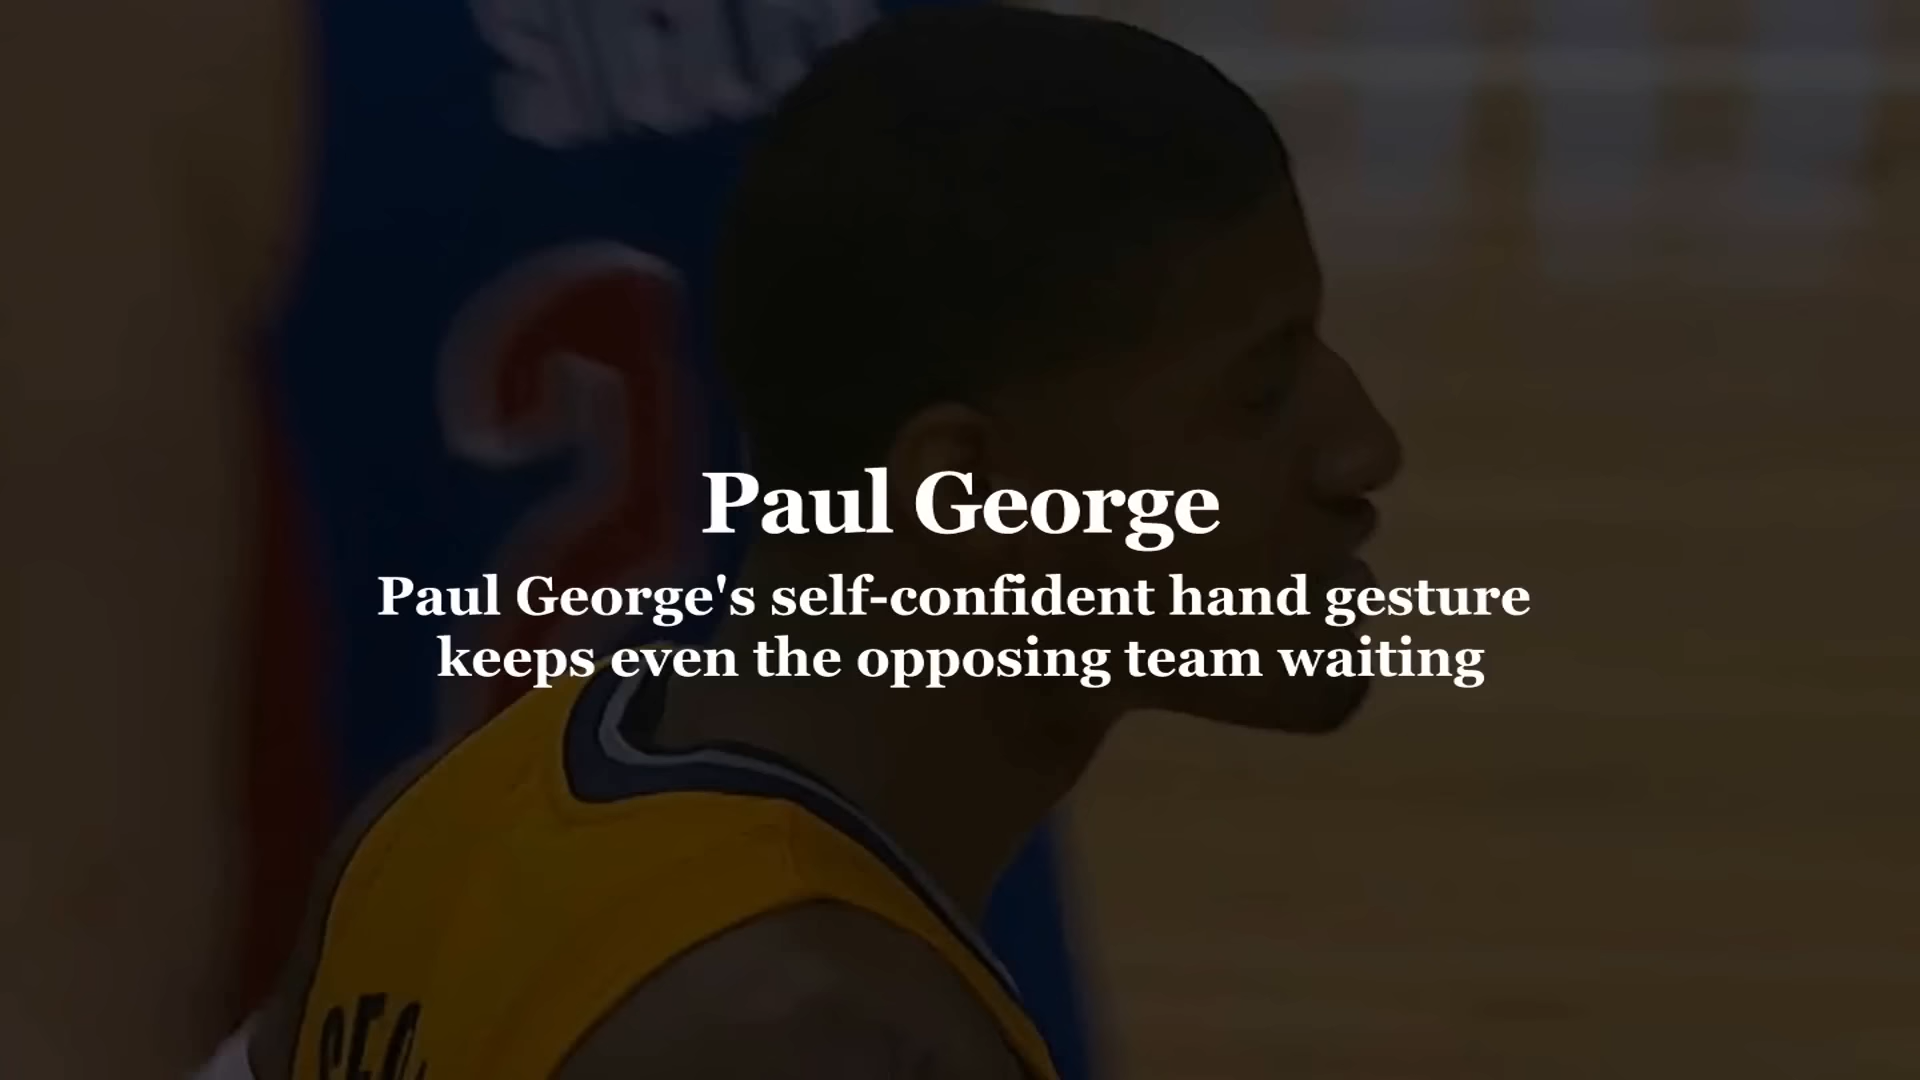 Paul George
Paul George's self-confident hand gesture
keeps even the opposing team waiting